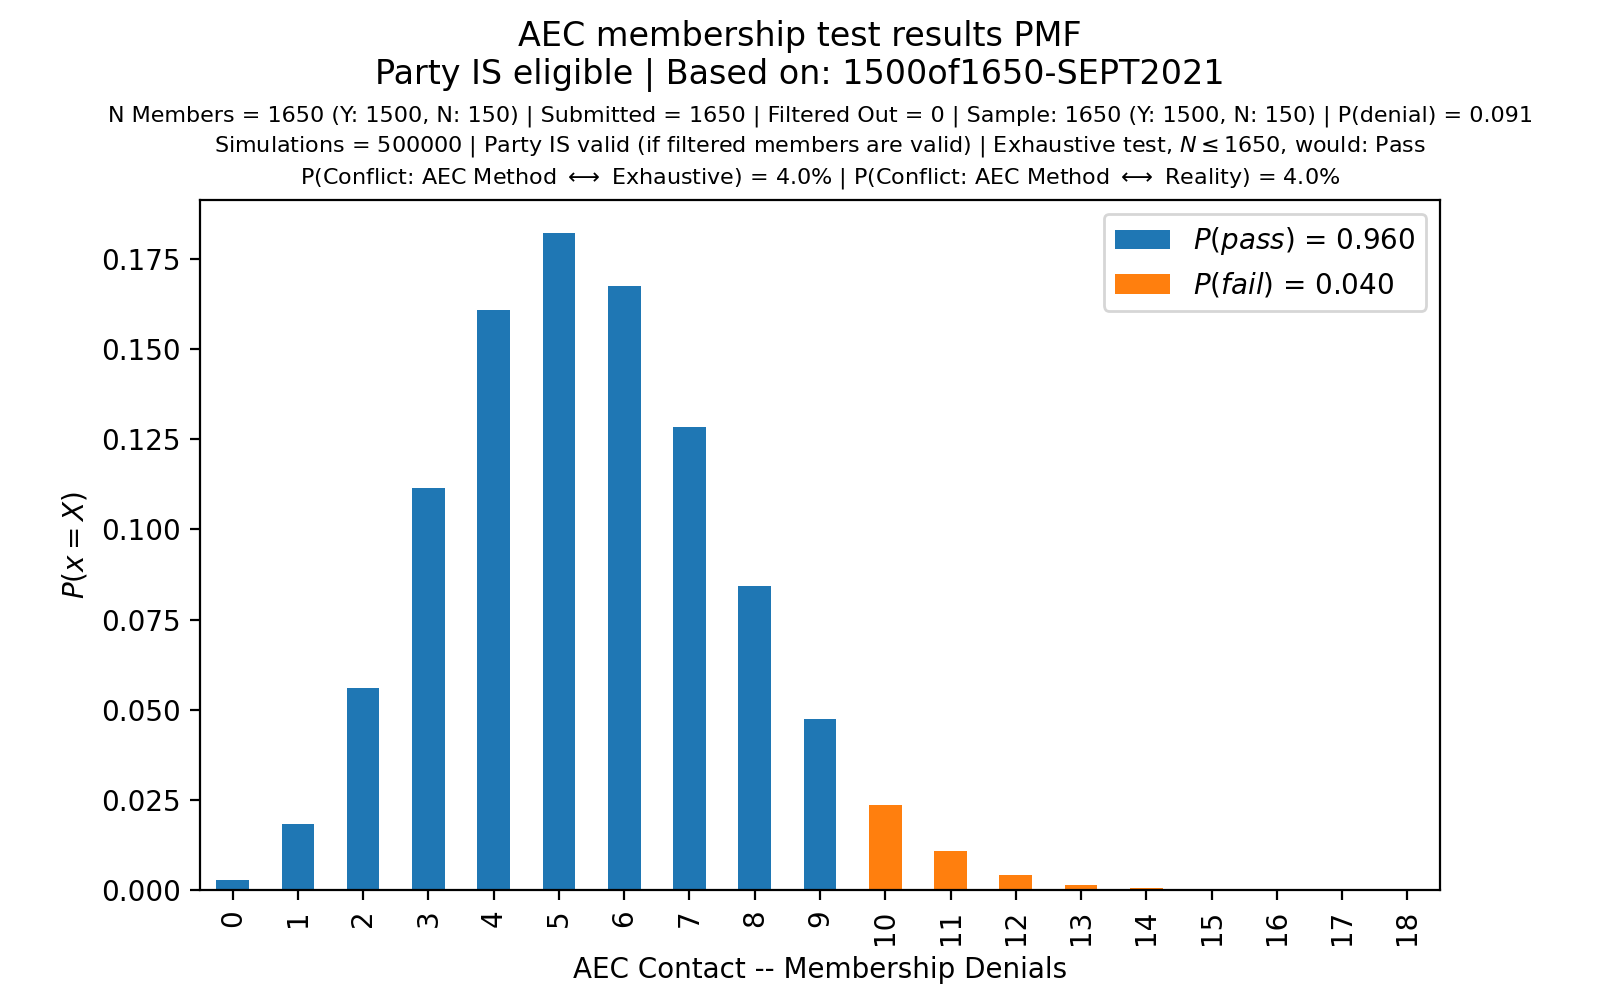 AEC membership test results PMF
Party IS eligible | Based on: 1500of1650-SEPT2021
N Members = 1650 (Y: 1500, N: 150) | Submitted = 1650 | Filtered Out = 0 | Sample: 1650 (Y: 1500, N: 150) | P(denial) = 0.091
Simulations = 500000 | Party IS valid (if filtered members are valid) | Exhaustive test, N ≤ 1650, would: Pass
P(Conflict: AEC Method ⟷ Exhaustive) = 4.0% | P(Conflict: AEC Method ⟷ Reality) = 4.0%
P(pass) = 0.960
P(fail) = 0.040
0.175
0.150
0.125
0.100
0.075
0.050
0.025
0.000
P(x = X)
0 1 2 3 4 5 6 7 8 9 10 11 12 13 14 15 16 17 18
AEC Contact -- Membership Denials